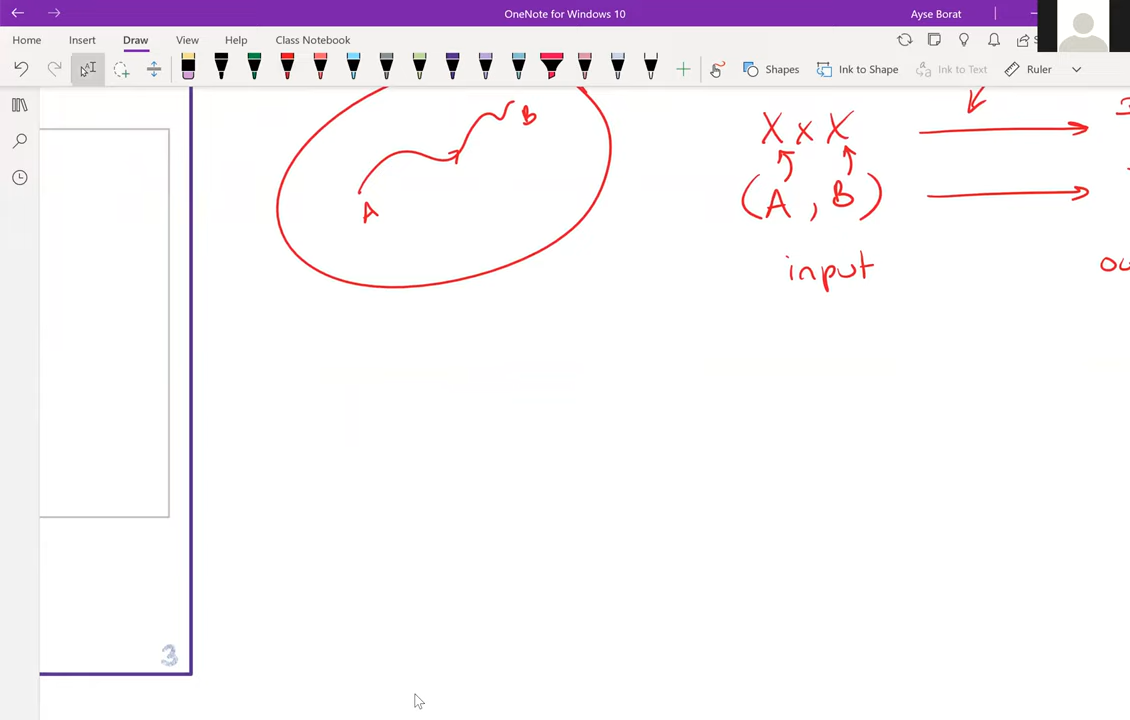 OneNote for Windows 10
Ayse Borat
Home Insert Draw View Help Class Notebook
Shapes Ink to Shape Ink to Text Ruler
B
A
X x X
(A, B)
input
3